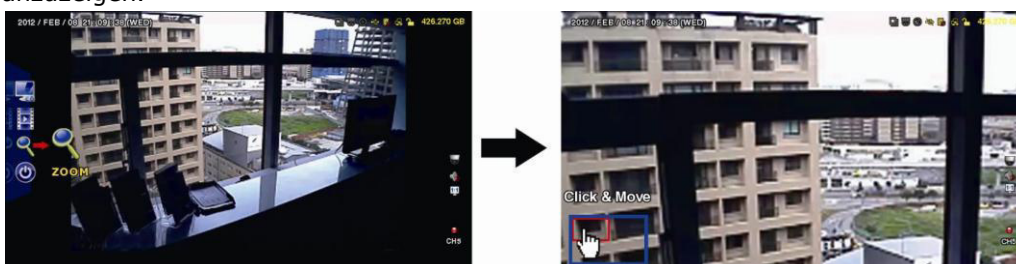 anzuzeigen.
2012 / FEB / 08 21 : 09 : 38 (WED)
426.270 GB
ZOOM
CH5
2012 / FEB / 08 21 : 09 : 38 (WED)
Click & Move
CH5